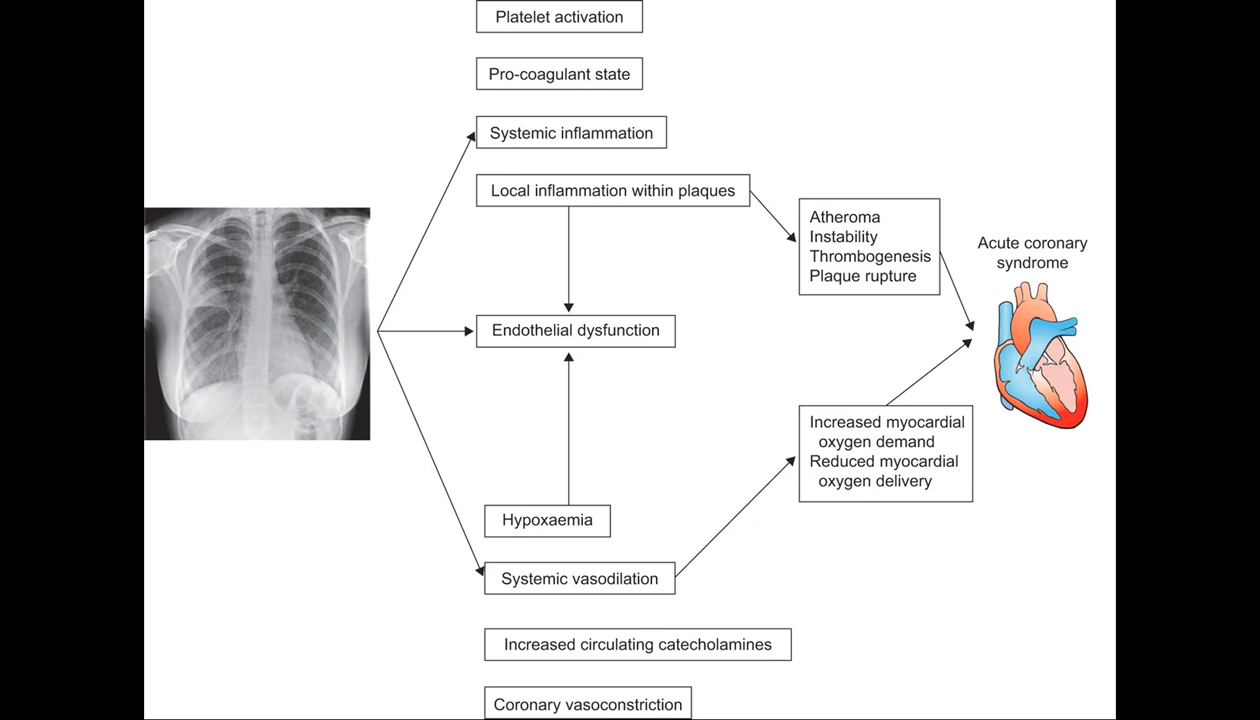 Platelet activation
Pro-coagulant state
Systemic inflammation
Local inflammation within plaques
Atheroma
Instability
Thrombogenesis
Plaque rupture
Acute coronary
syndrome
Endothelial dysfunction
Increased myocardial
oxygen demand
Reduced myocardial
oxygen delivery
Hypoxaemia
Systemic vasodilation
Increased circulating catecholamines
Coronary vasoconstriction